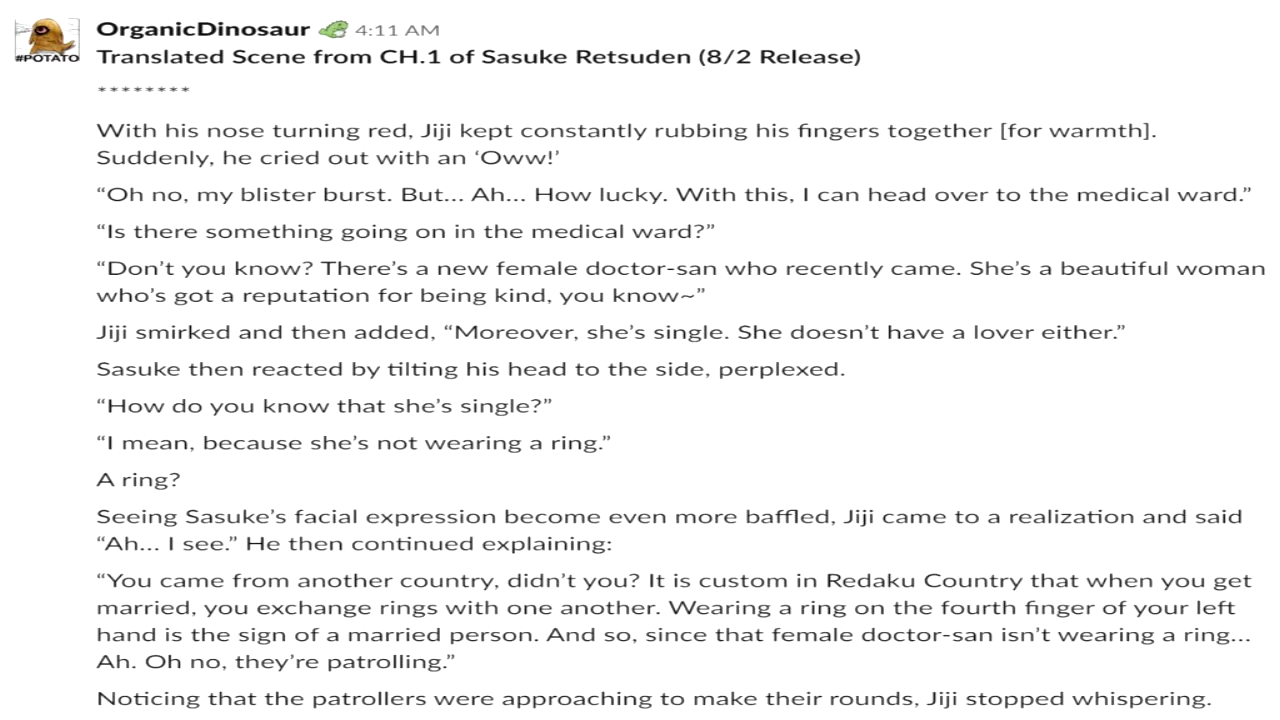 OrganicDinosaur 4:11 AM
#POTATO
Translated Scene from CH.1 of Sasuke Retsuden (8/2 Release)
********
With his nose turning red, Jiji kept constantly rubbing his fingers together [for warmth].
Suddenly, he cried out with an ‘Oww!’
“Oh no, my blister burst. But... Ah... How lucky. With this, I can head over to the medical ward.”
“Is there something going on in the medical ward?”
“Don’t you know? There’s a new female doctor-san who recently came. She’s a beautiful woman
who’s got a reputation for being kind, you know~”
Jiji smirked and then added, “Moreover, she’s single. She doesn’t have a lover either.”
Sasuke then reacted by tilting his head to the side, perplexed.
“How do you know that she’s single?”
“I mean, because she’s not wearing a ring.”
A ring?
Seeing Sasuke’s facial expression become even more baffled, Jiji came to a realization and said
“Ah... I see.” He then continued explaining:
“You came from another country, didn’t you? It is custom in Redaku Country that when you get
married, you exchange rings with one another. Wearing a ring on the fourth finger of your left
hand is the sign of a married person. And so, since that female doctor-san isn’t wearing a ring...
Ah. Oh no, they’re patrolling.”
Noticing that the patrollers were approaching to make their rounds, Jiji stopped whispering.